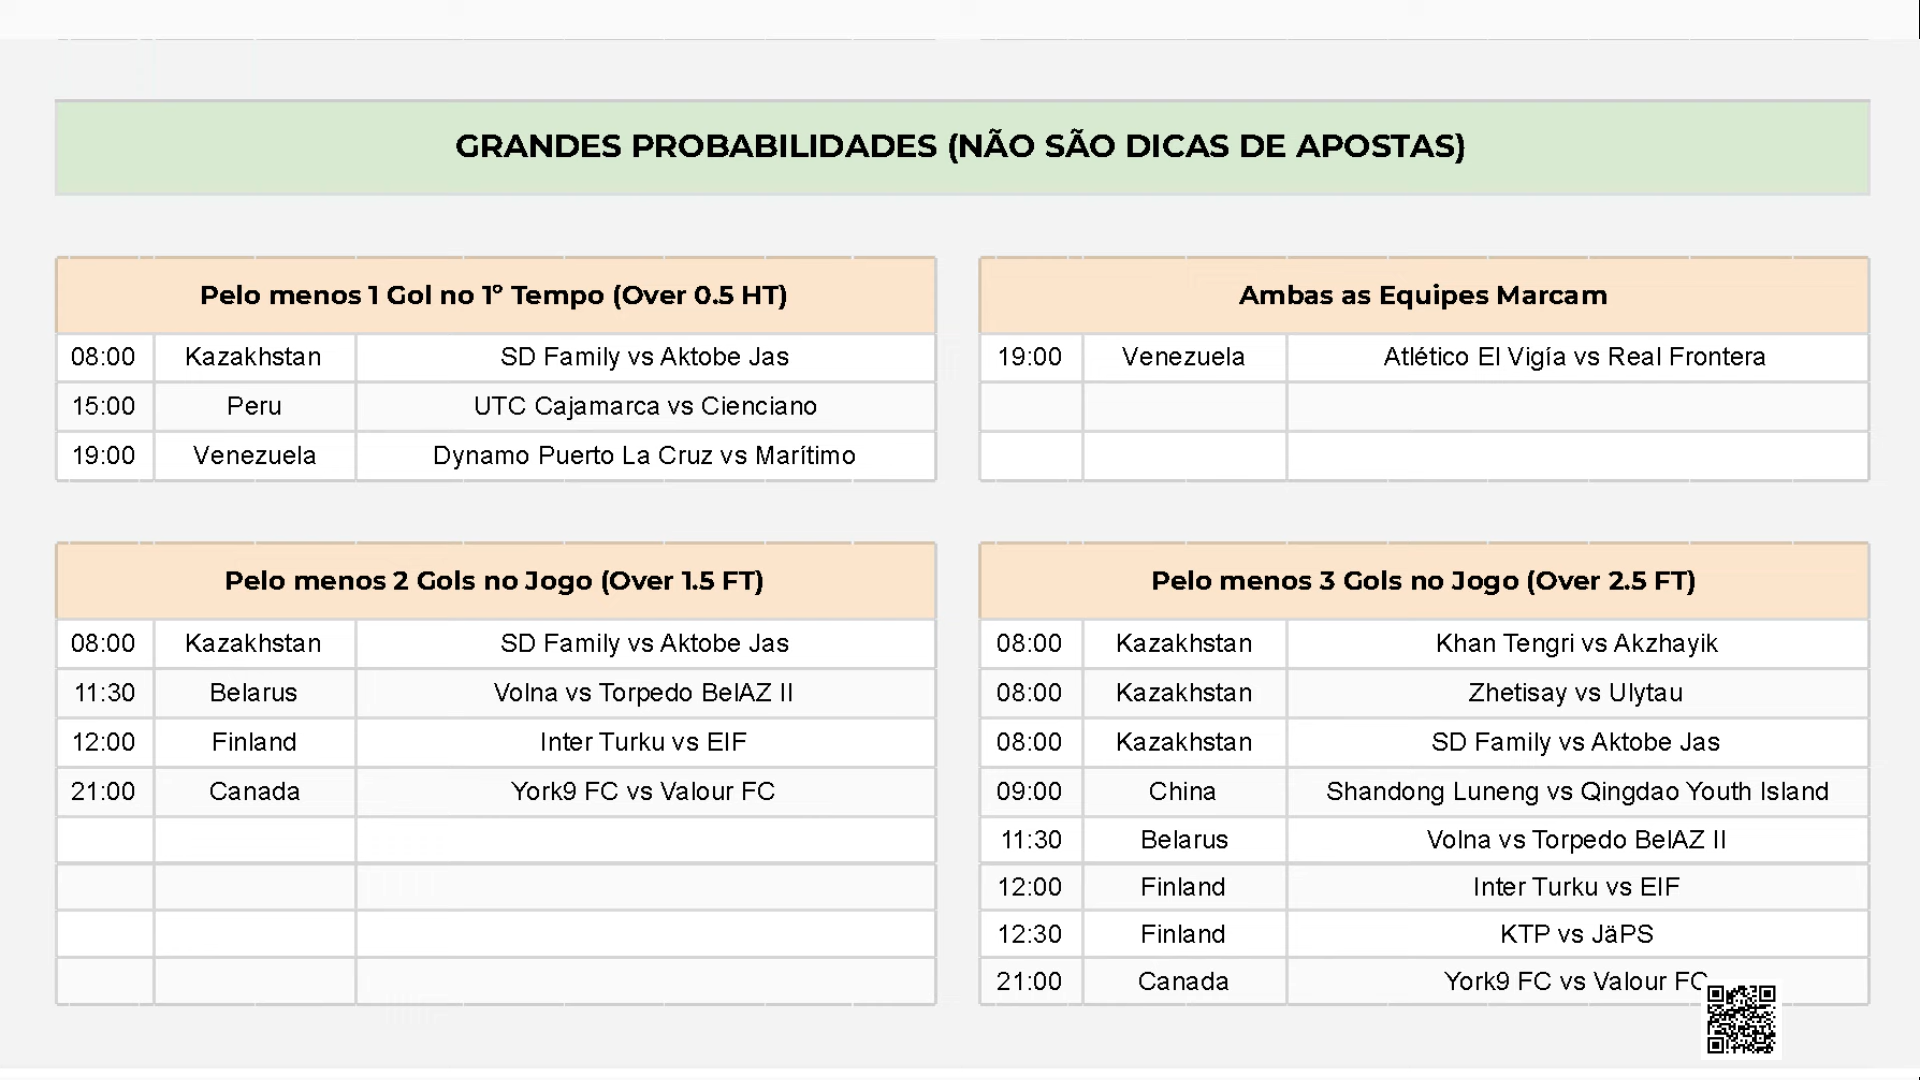 GRANDES PROBABILIDADES (NÃO SÃO DICAS DE APOSTAS)
Pelo menos 1 Gol no 1º Tempo (Over 0.5 HT)
08:00 Kazakhstan SD Family vs Aktobe Jas
15:00 Peru UTC Cajamarca vs Cienciano
19:00 Venezuela Dynamo Puerto La Cruz vs Marítimo
Ambas as Equipes Marcam
19:00 Venezuela Atlético El Vigía vs Real Frontera
Pelo menos 2 Gols no Jogo (Over 1.5 FT)
08:00 Kazakhstan SD Family vs Aktobe Jas
11:30 Belarus Volna vs Torpedo BelAZ II
12:00 Finland Inter Turku vs EIF
21:00 Canada York9 FC vs Valour FC
Pelo menos 3 Gols no Jogo (Over 2.5 FT)
08:00 Kazakhstan Khan Tengri vs Akzhayik
08:00 Kazakhstan Zhetisay vs Ulytau
08:00 Kazakhstan SD Family vs Aktobe Jas
09:00 China Shandong Luneng vs Qingdao Youth Island
11:30 Belarus Volna vs Torpedo BelAZ II
12:00 Finland Inter Turku vs EIF
12:30 Finland KTP vs JäPS
21:00 Canada York9 FC vs Valour FC